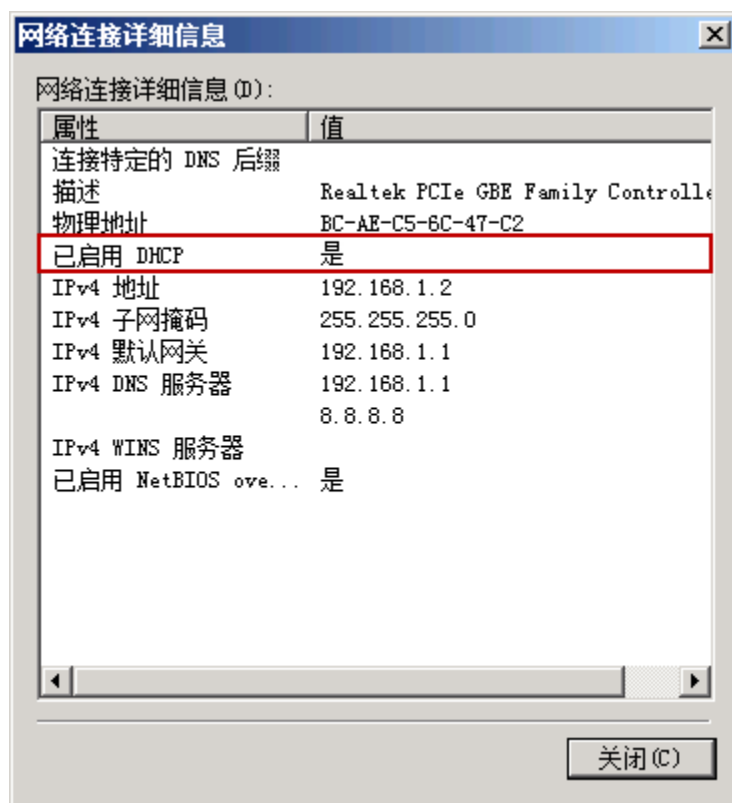 网络连接详细信息
网络连接详细信息(D):
属性 值
连接特定的 DNS 后缀
描述 Realtek PCIe GBE Family Controlle
物理地址 BC-AE-C5-6C-47-C2
已启用 DHCP 是
IPv4 地址 192.168.1.2
IPv4 子网掩码 255.255.255.0
IPv4 默认网关 192.168.1.1
IPv4 DNS 服务器 192.168.1.1
8.8.8.8
IPv4 WINS 服务器
已启用 NetBIOS ove... 是
关闭(C)